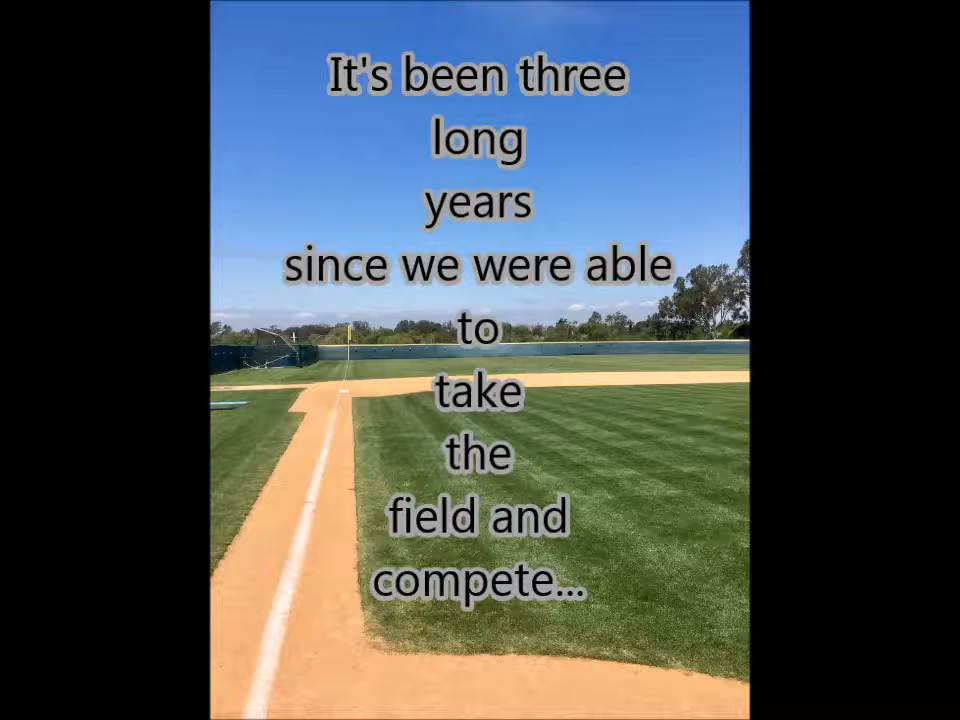 It's been three
long
years
since we were able
to
take
the
field and
compete...